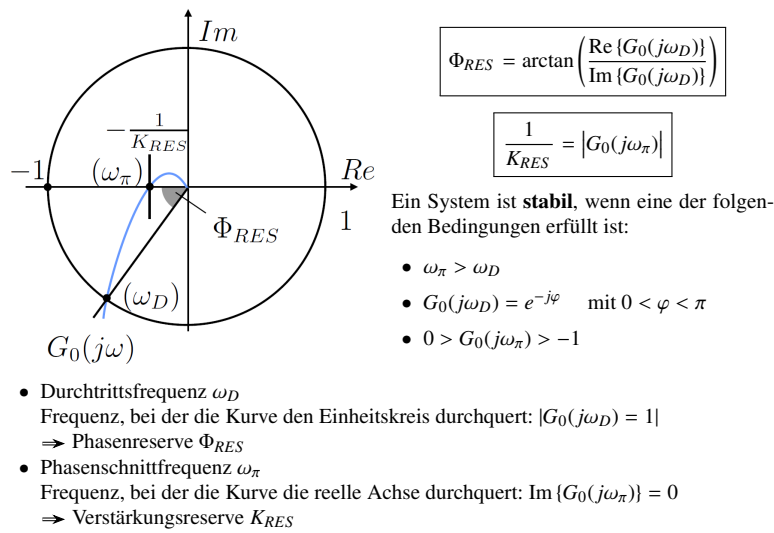 Im
−1/K_RES
−1
(ω_π)
Re
Φ_RES
1
(ω_D)
G_0(jω)
Φ_RES = arctan(Re {G_0(jω_D)} / Im {G_0(jω_D)})
1/K_RES = |G_0(jω_π)|
Ein System ist stabil, wenn eine der folgen-
den Bedingungen erfüllt ist:
• ω_π > ω_D
• G_0(jω_D) = e^{−jφ} mit 0 < φ < π
• 0 > G_0(jω_π) > −1
• Durchtrittsfrequenz ω_D
Frequenz, bei der die Kurve den Einheitskreis durchquert: |G_0(jω_D) = 1|
⇒ Phasenreserve Φ_RES
• Phasenschnittfrequenz ω_π
Frequenz, bei der die Kurve die reelle Achse durchquert: Im {G_0(jω_π)} = 0
⇒ Verstärkungsreserve K_RES